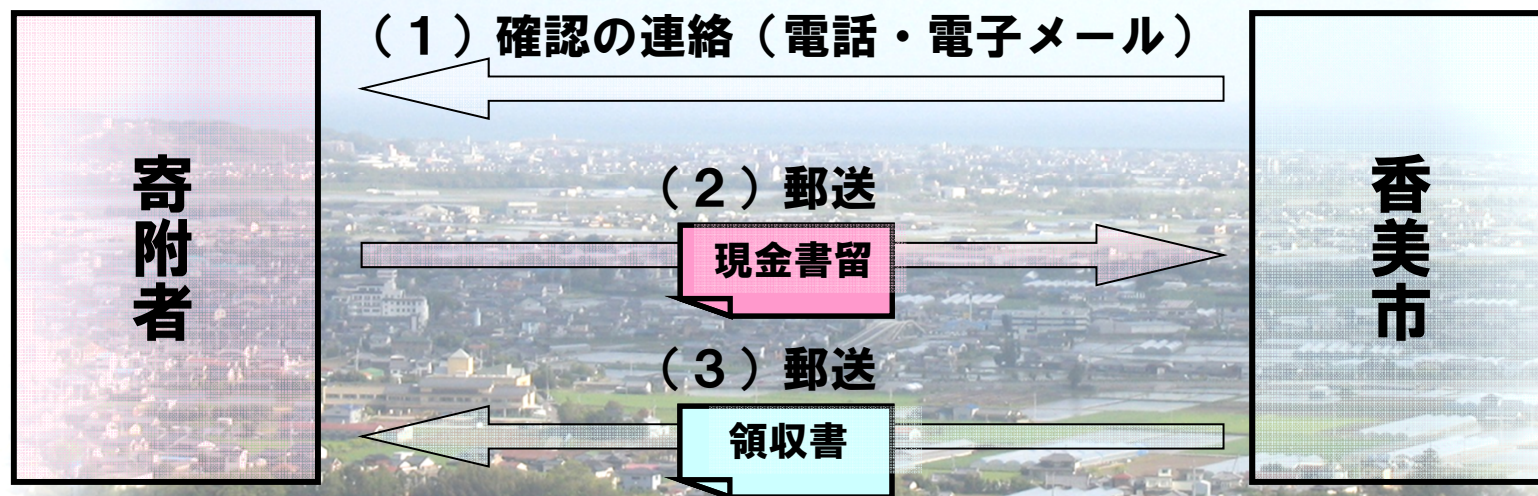 （１）確認の連絡（電話・電子メール）
寄附者
香美市
（２）郵送
現金書留
（３）郵送
領収書